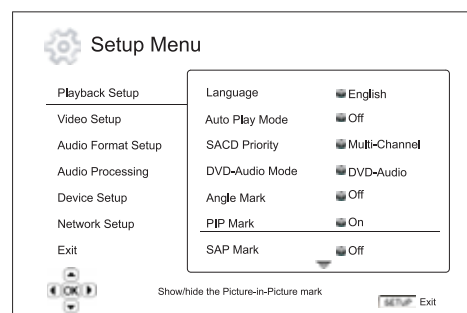 Setup Menu
Playback Setup
Video Setup
Audio Format Setup
Audio Processing
Device Setup
Network Setup
Exit
Language English
Auto Play Mode Off
SACD Priority Multi-Channel
DVD-Audio Mode DVD-Audio
Angle Mark Off
PIP Mark On
SAP Mark Off
OK
Show/hide the Picture-in-Picture mark
SETUP Exit